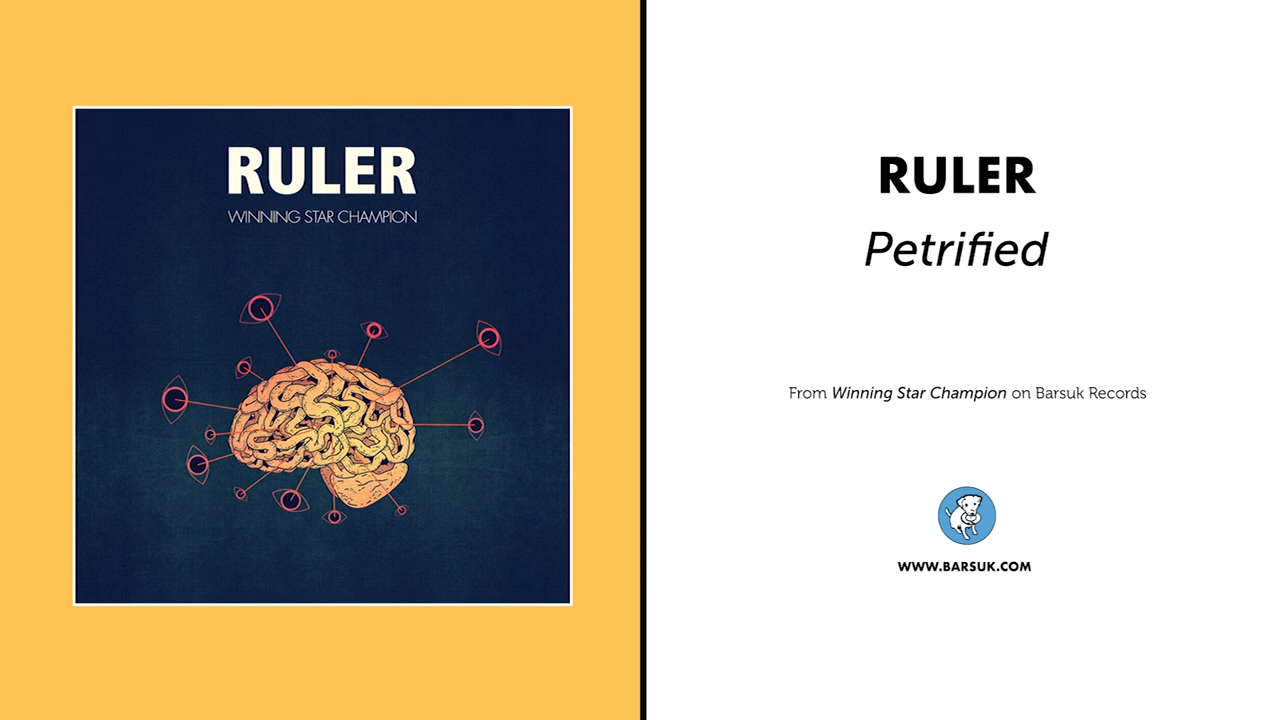 RULER
WINNING STAR CHAMPION
RULER
Petrified
From Winning Star Champion on Barsuk Records
WWW.BARSUK.COM